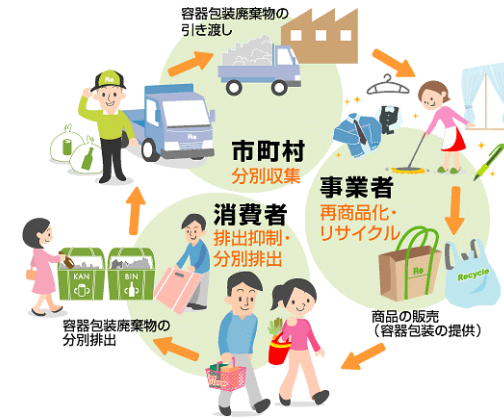 容器包装廃棄物の
引き渡し
Re
Re
市町村
分別収集
事業者
再商品化・
リサイクル
消費者
排出抑制・
分別排出
KAN
BIN
Re
Recycle
容器包装廃棄物の
分別排出
商品の販売
（容器包装の提供）